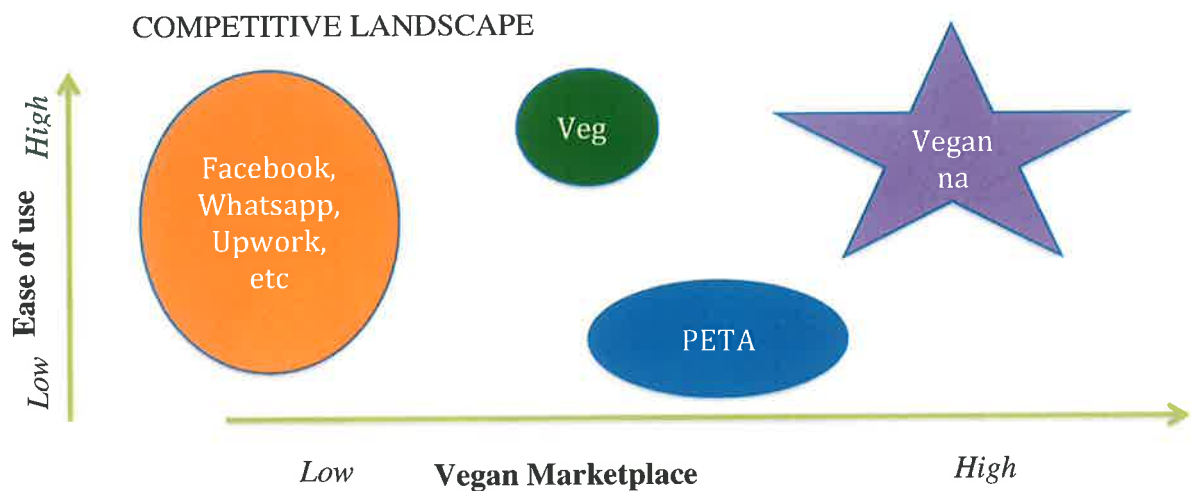 COMPETITIVE LANDSCAPE
High
Ease of use
Low
Facebook,
Whatsapp,
Upwork,
etc
Veg
Vegan
na
PETA
Low
Vegan Marketplace
High